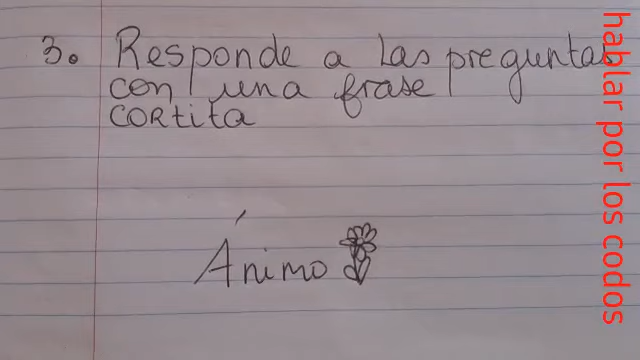 3. Responde a las preguntas
con una frase
cortita
Ánimo
hablar por los codos